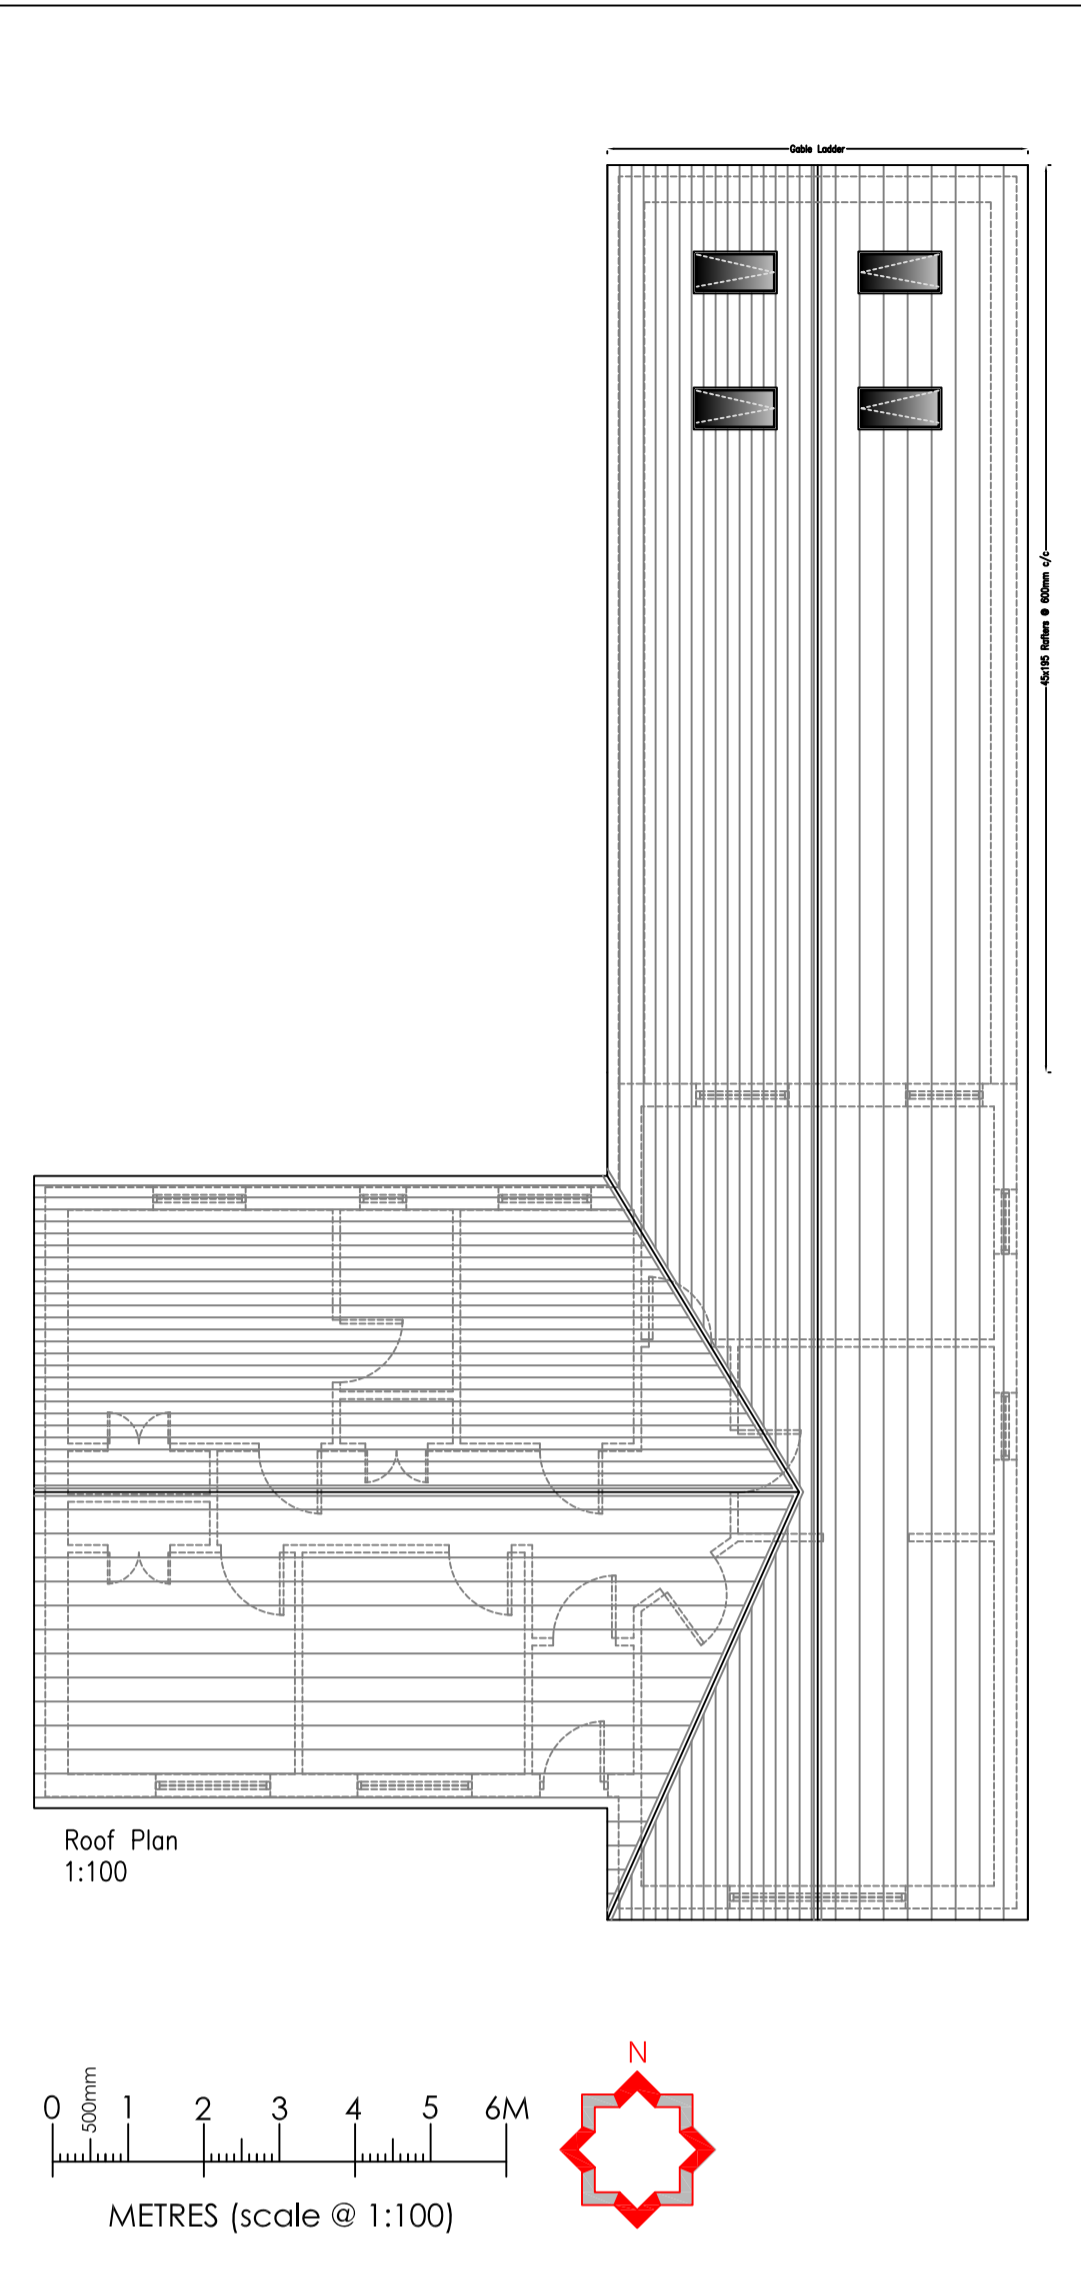 Gable Ladder
45x195 Rafters @ 600mm c/c
Roof Plan
1:100
N
0 500mm 1 2 3 4 5 6M
METRES (scale @ 1:100)